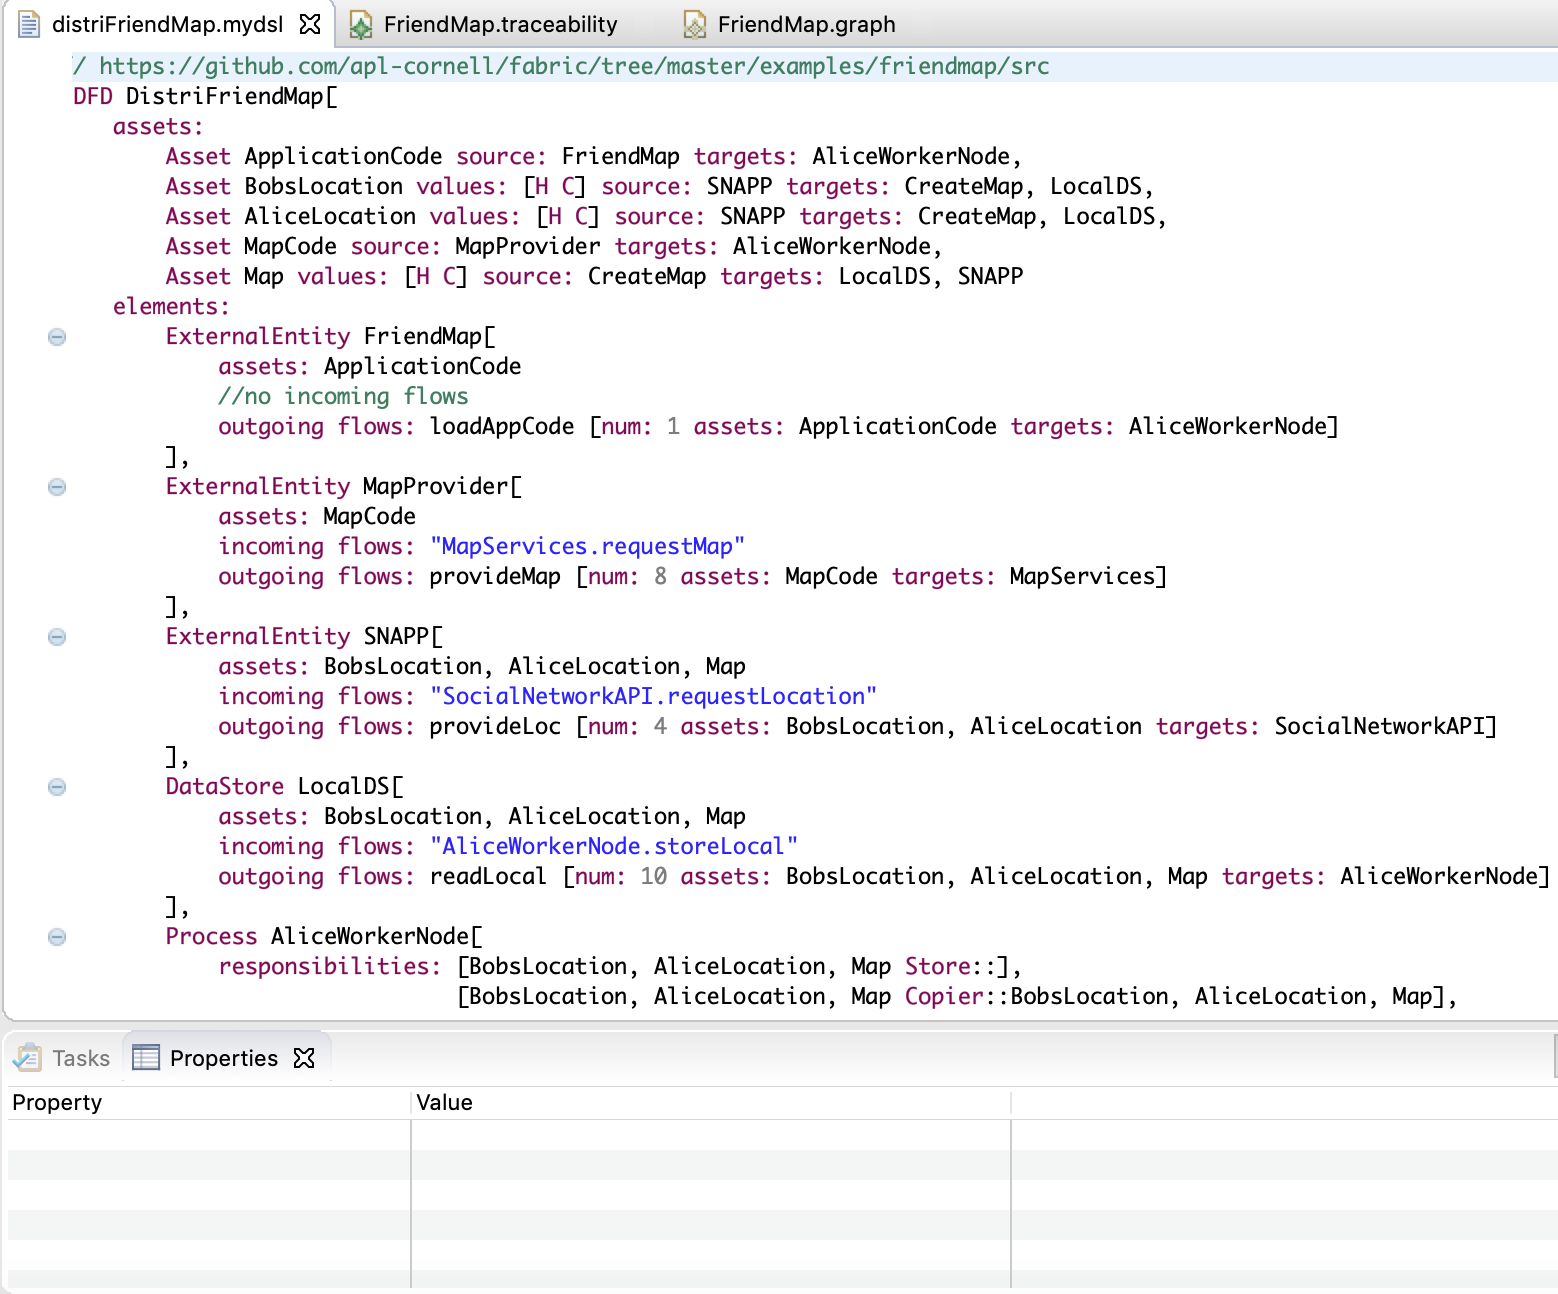 distriFriendMap.mydsl FriendMap.traceability FriendMap.graph
/ https://github.com/apl-cornell/fabric/tree/master/examples/friendmap/src
DFD DistriFriendMap[
assets:
Asset ApplicationCode source: FriendMap targets: AliceWorkerNode,
Asset BobsLocation values: [H C] source: SNAPP targets: CreateMap, LocalDS,
Asset AliceLocation values: [H C] source: SNAPP targets: CreateMap, LocalDS,
Asset MapCode source: MapProvider targets: AliceWorkerNode,
Asset Map values: [H C] source: CreateMap targets: LocalDS, SNAPP
elements:
ExternalEntity FriendMap[
assets: ApplicationCode
//no incoming flows
outgoing flows: loadAppCode [num: 1 assets: ApplicationCode targets: AliceWorkerNode]
],
ExternalEntity MapProvider[
assets: MapCode
incoming flows: "MapServices.requestMap"
outgoing flows: provideMap [num: 8 assets: MapCode targets: MapServices]
],
ExternalEntity SNAPP[
assets: BobsLocation, AliceLocation, Map
incoming flows: "SocialNetworkAPI.requestLocation"
outgoing flows: provideLoc [num: 4 assets: BobsLocation, AliceLocation targets: SocialNetworkAPI]
],
DataStore LocalDS[
assets: BobsLocation, AliceLocation, Map
incoming flows: "AliceWorkerNode.storeLocal"
outgoing flows: readLocal [num: 10 assets: BobsLocation, AliceLocation, Map targets: AliceWorkerNode]
],
Process AliceWorkerNode[
responsibilities: [BobsLocation, AliceLocation, Map Store::],
[BobsLocation, AliceLocation, Map Copier::BobsLocation, AliceLocation, Map],
Tasks Properties
Property Value